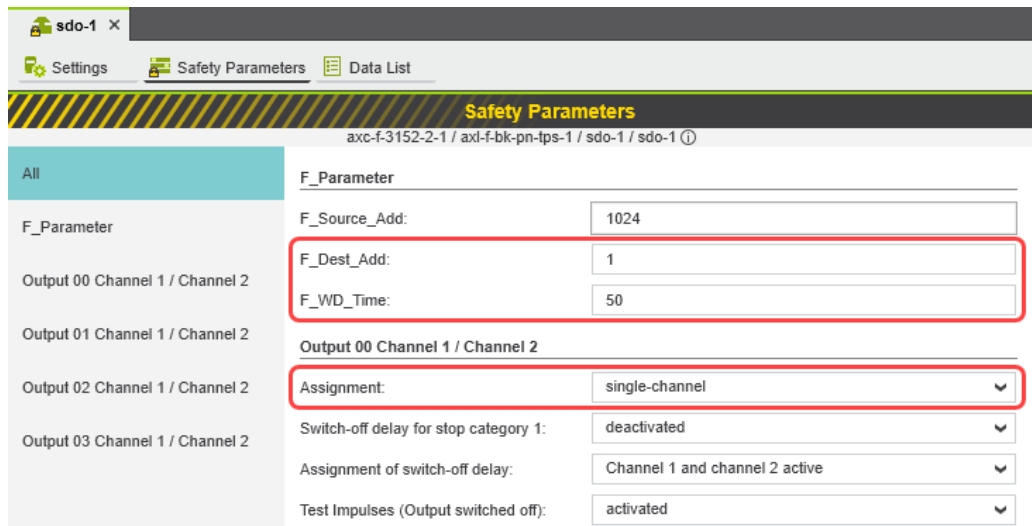 sdo-1 ×
Settings Safety Parameters Data List
Safety Parameters
axc-f-3152-2-1 / axl-f-bk-pn-tps-1 / sdo-1 / sdo-1
All
F_Parameter
Output 00 Channel 1 / Channel 2
Output 01 Channel 1 / Channel 2
Output 02 Channel 1 / Channel 2
Output 03 Channel 1 / Channel 2
F_Parameter
F_Source_Add: 1024
F_Dest_Add: 1
F_WD_Time: 50
Output 00 Channel 1 / Channel 2
Assignment: single-channel
Switch-off delay for stop category 1: deactivated
Assignment of switch-off delay: Channel 1 and channel 2 active
Test Impulses (Output switched off): activated